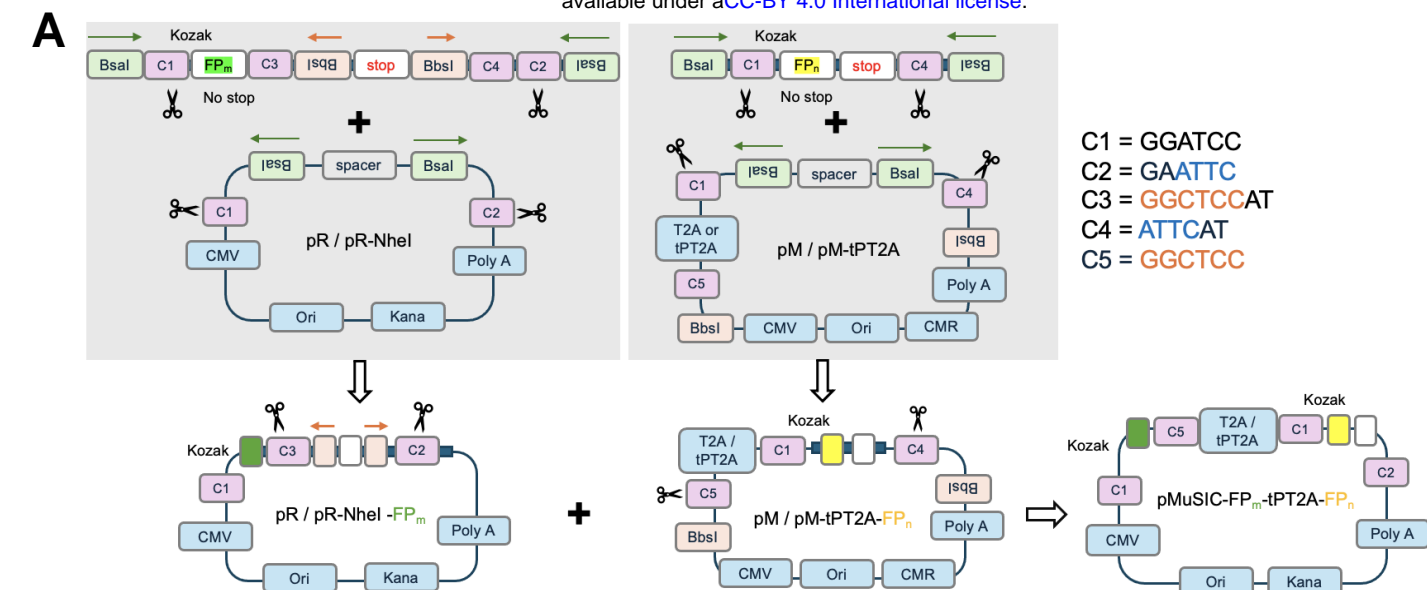 available under aCC-BY 4.0 International license.
A
Kozak
BsaI C1 FPm C3 BbsI stop BbsI C4 C2 BsaI
No stop
+
BsaI spacer BsaI
C1 C2
pR / pR-NheI
CMV Poly A
Ori Kana
Kozak
BsaI C1 FPn stop C4 BsaI
No stop
+
BsaI spacer BsaI
C1 C4
T2A or
tPT2A
BbsI
pM / pM-tPT2A
C5 Poly A
BbsI CMV Ori CMR
C1 = GGATCC
C2 = GAATTC
C3 = GGCTCCAT
C4 = ATTCAT
C5 = GGCTCC
Kozak C3 C2
C1
pR / pR-NheI -FPm
CMV Poly A
Ori Kana
+
Kozak
T2A /
tPT2A
C1 C4
C5 BbsI
pM / pM-tPT2A-FPn
BbsI Poly A
CMV Ori CMR
Kozak
Kozak C5 T2A /
tPT2A
C1
C1 C2
pMuSIC-FPm-tPT2A-FPn
CMV Poly A
Ori Kana